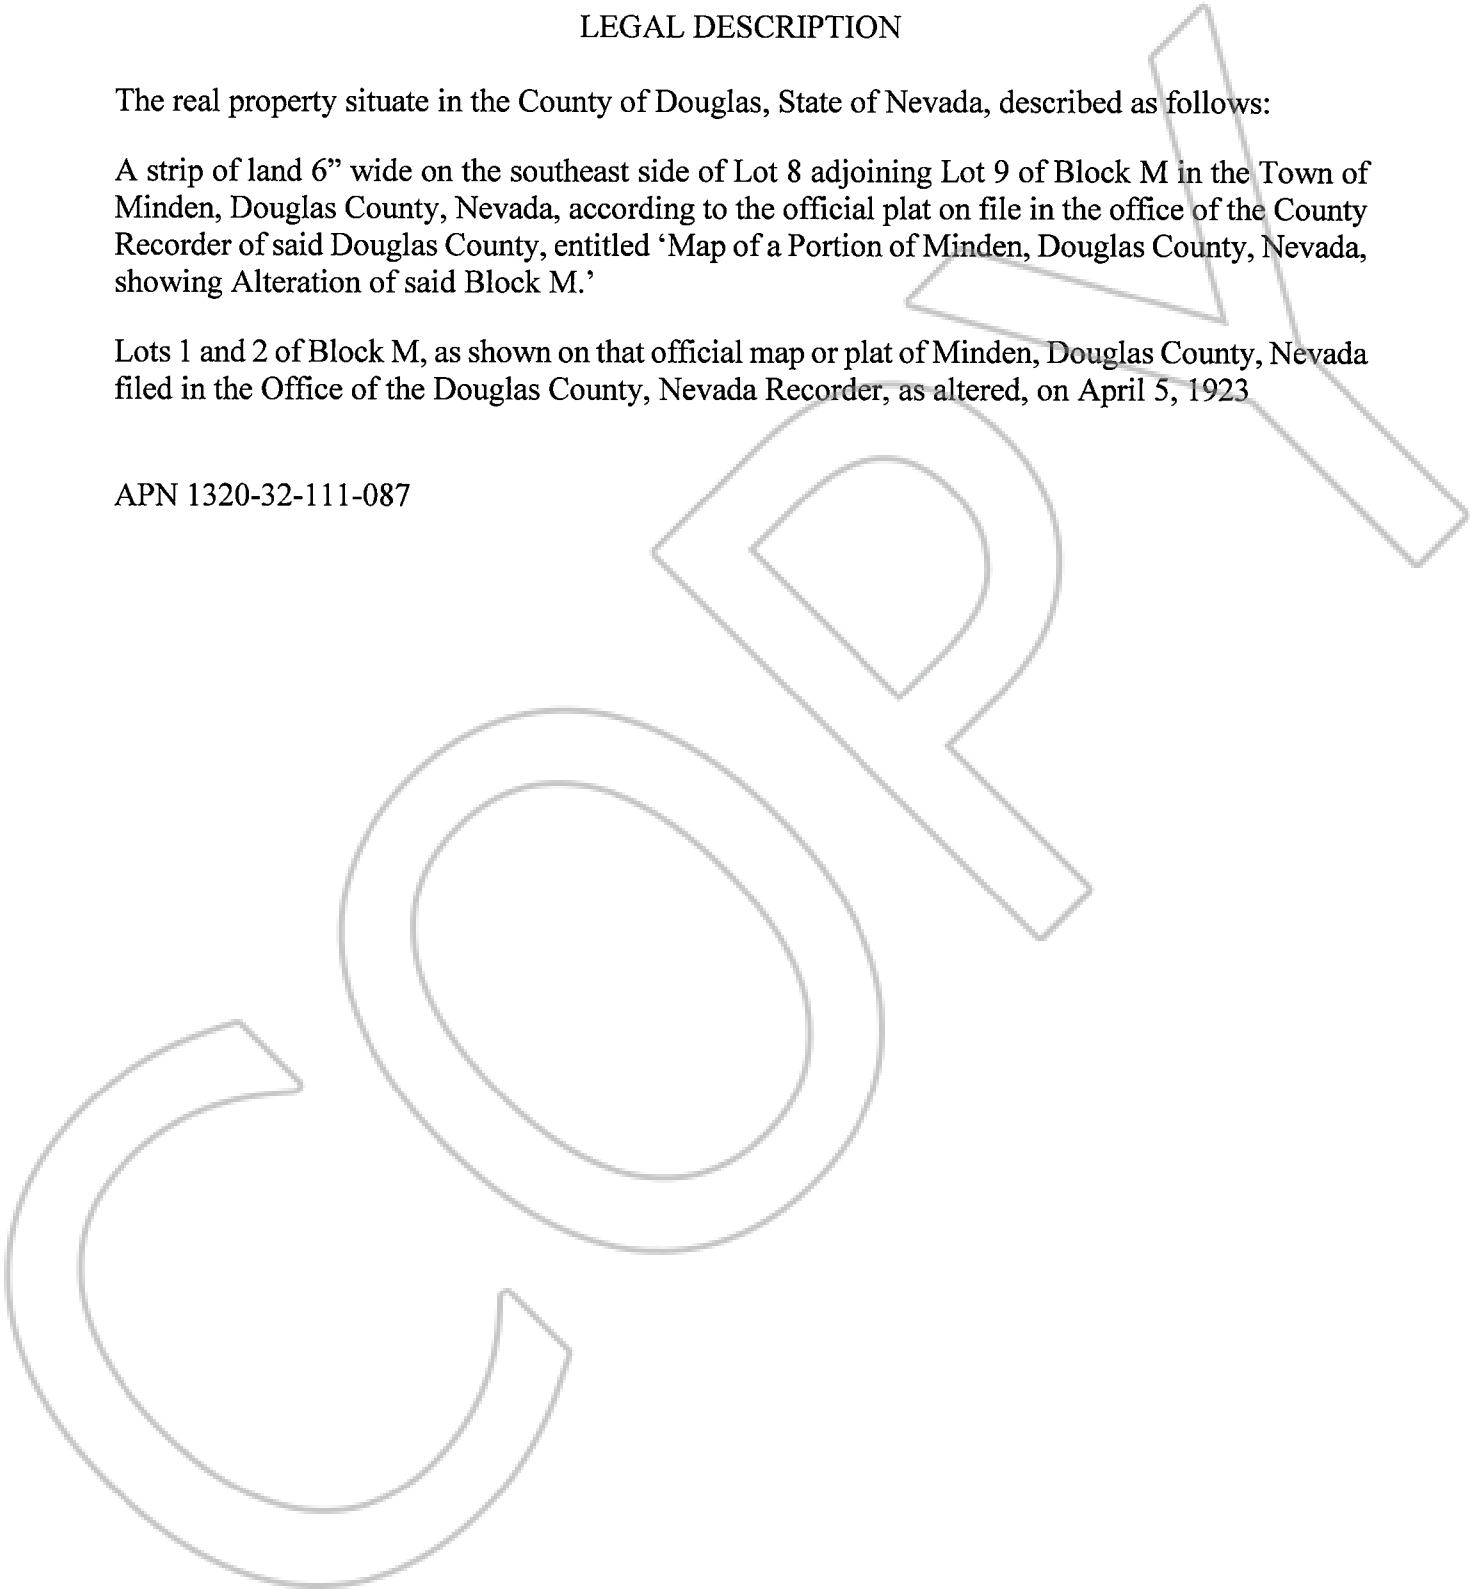 LEGAL DESCRIPTION
The real property situate in the County of Douglas, State of Nevada, described as follows:
A strip of land 6” wide on the southeast side of Lot 8 adjoining Lot 9 of Block M in the Town of
Minden, Douglas County, Nevada, according to the official plat on file in the office of the County
Recorder of said Douglas County, entitled ‘Map of a Portion of Minden, Douglas County, Nevada,
showing Alteration of said Block M.’
Lots 1 and 2 of Block M, as shown on that official map or plat of Minden, Douglas County, Nevada
filed in the Office of the Douglas County, Nevada Recorder, as altered, on April 5, 1923
APN 1320-32-111-087
COPY